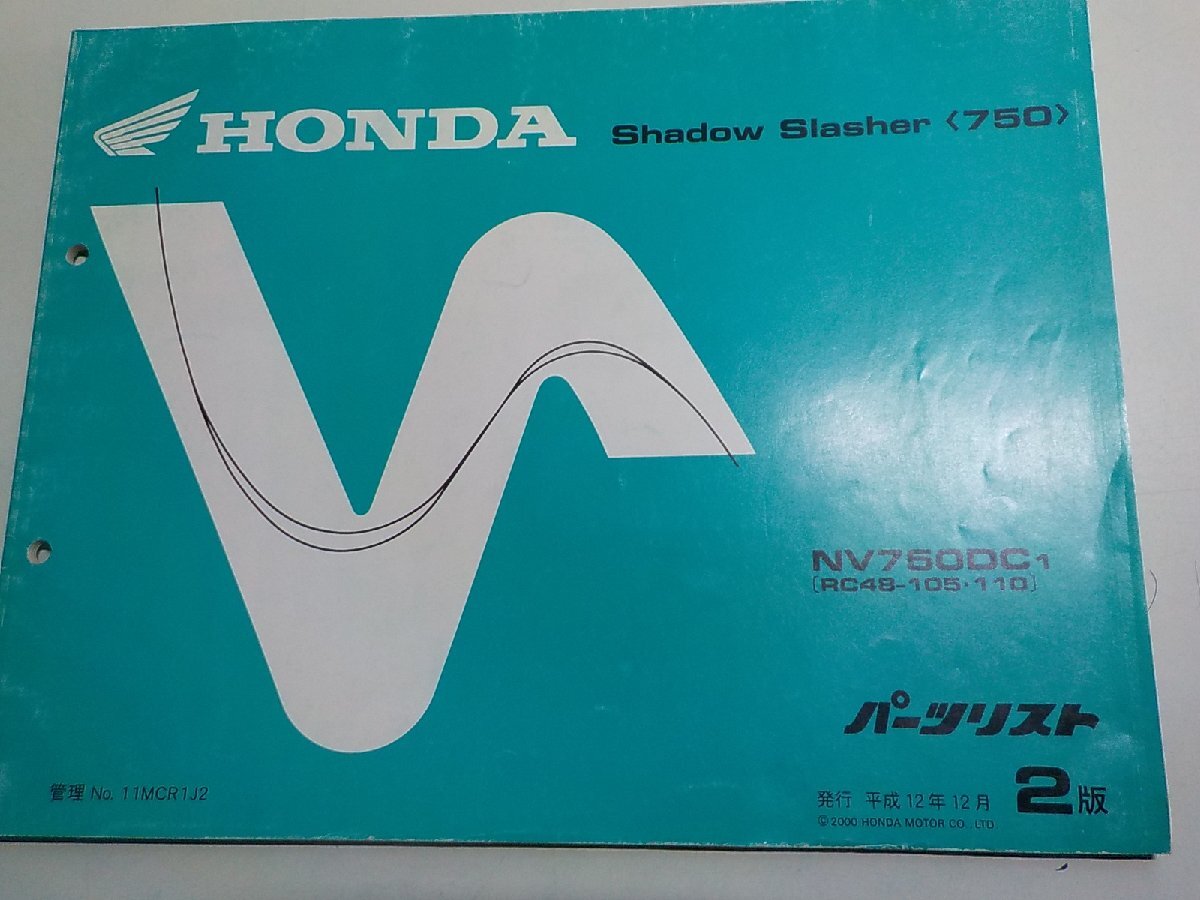 HONDA Shadow Slasher〈750〉
NV750DC1
〔RC48-105・110〕
パーツリスト
管理 No. 11MCR1J2
発行 平成12年12月 2版
© 2000 HONDA MOTOR CO., LTD